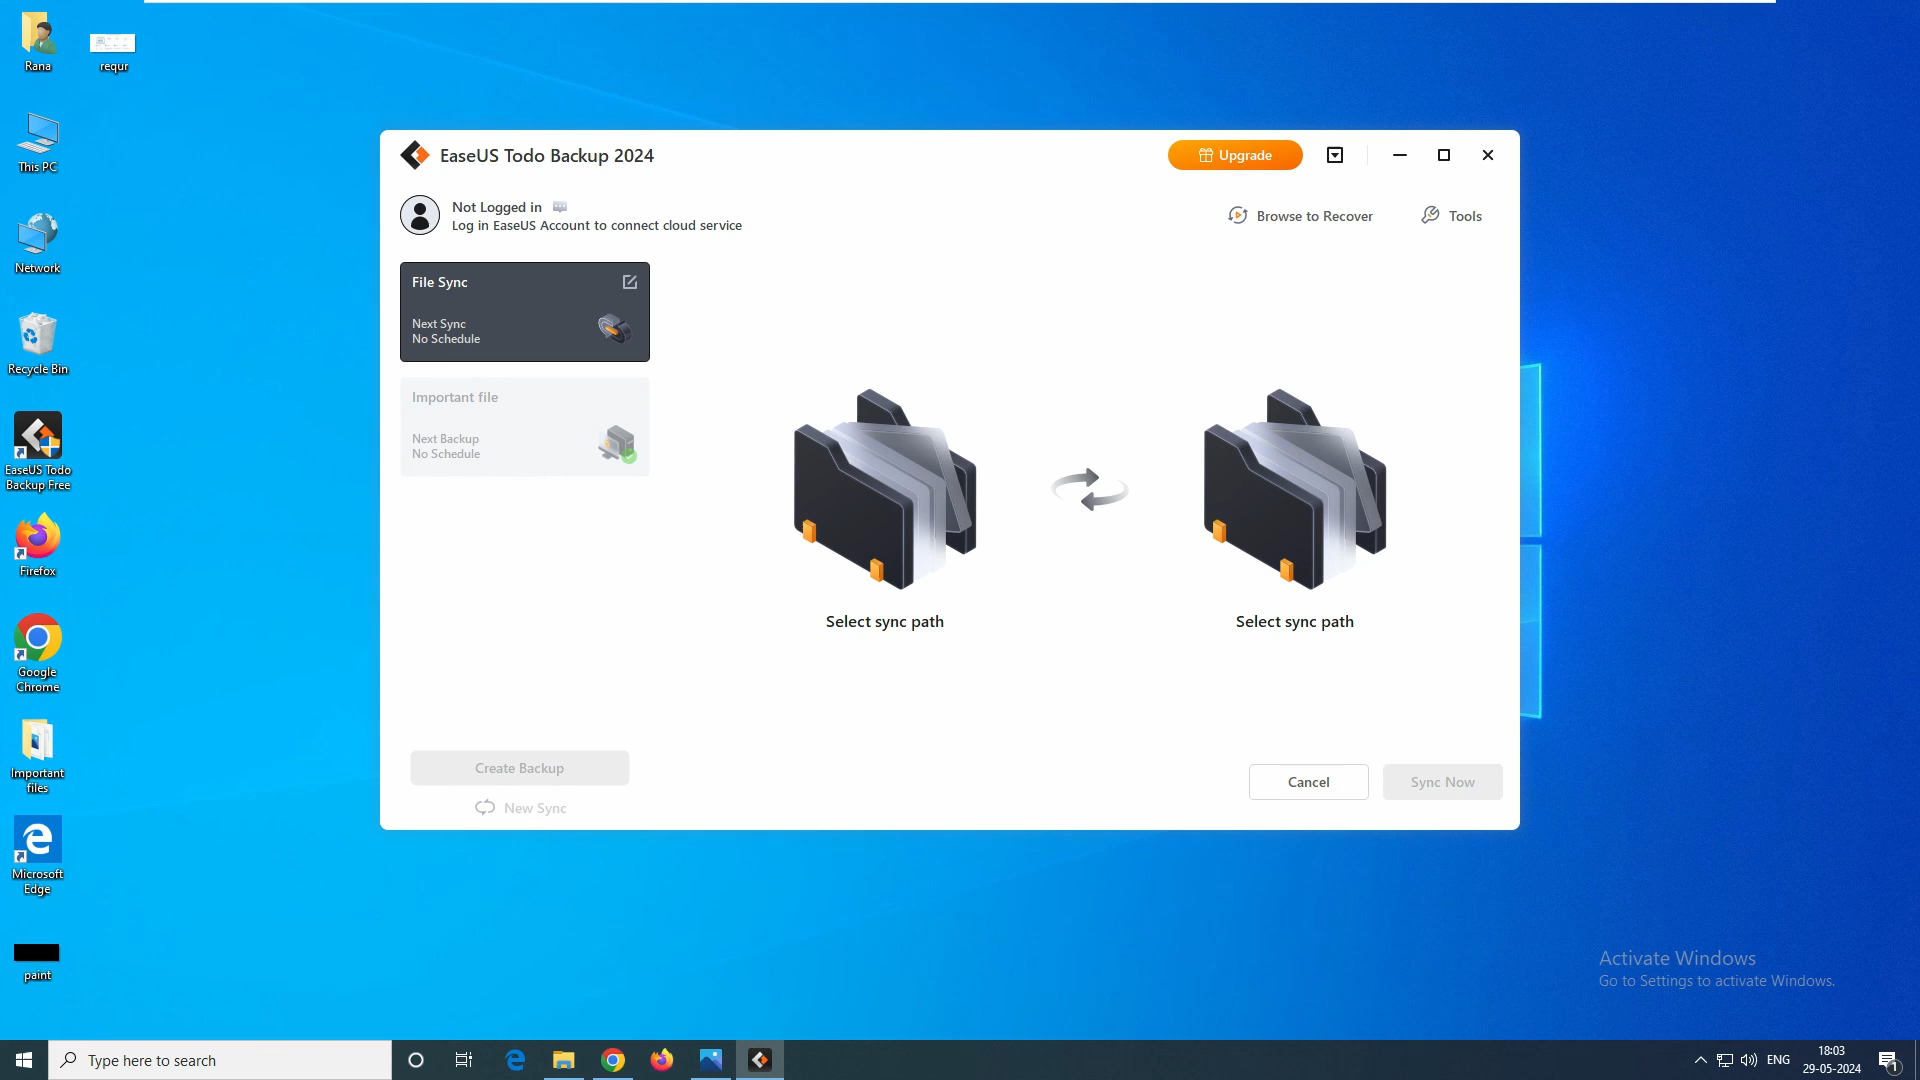 Rana
requr
This PC
Network
Recycle Bin
EaseUS Todo
Backup Free
Firefox
Google
Chrome
Important
files
Microsoft
Edge
paint
EaseUS Todo Backup 2024
Upgrade
Not Logged in
Log in EaseUS Account to connect cloud service
Browse to Recover
Tools
File Sync
Next Sync
No Schedule
Important file
Next Backup
No Schedule
Select sync path
Select sync path
Create Backup
New Sync
Cancel
Sync Now
Activate Windows
Go to Settings to activate Windows.
Type here to search
ENG
18:03
29-05-2024
1